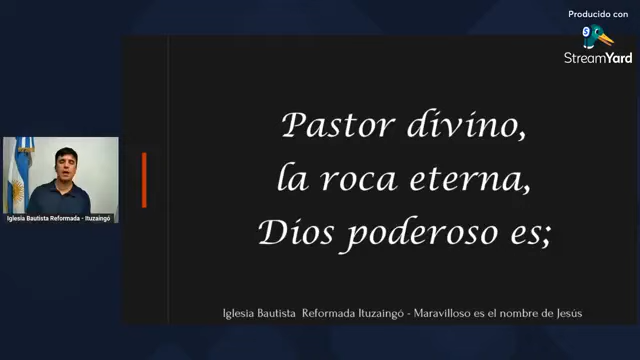 Producido con
StreamYard
Pastor divino,
la roca eterna,
Dios poderoso es;
Iglesia Bautista Reformada - Ituzaingó
Iglesia Bautista Reformada Ituzaingó - Maravilloso es el nombre de Jesús